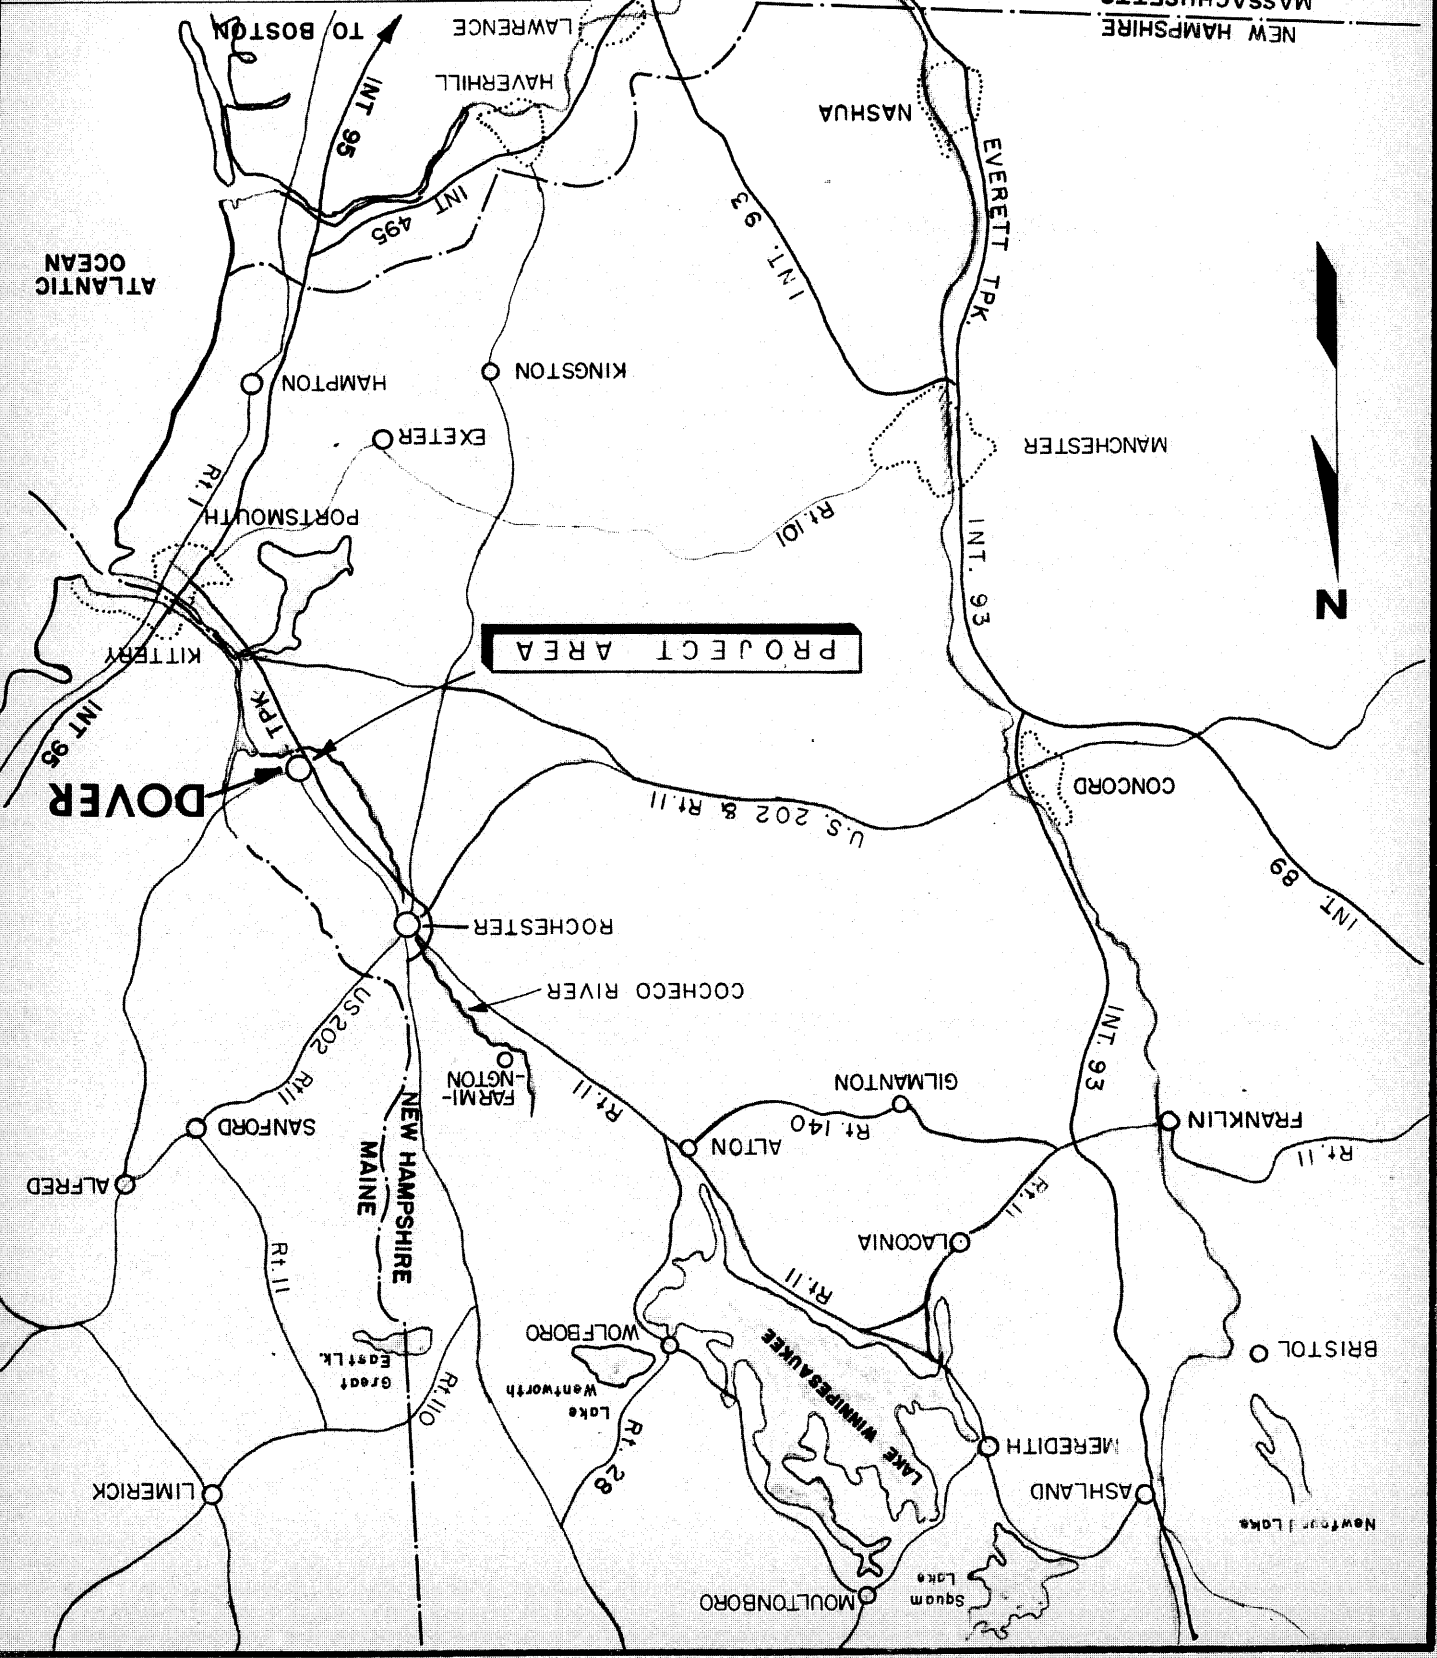 MOULTONBORO
Squam
Lake
Newfound Lake
ASHLAND
MEREDITH
LIMERICK
Rt. 28
LAKE WINNIPESAUKEE
Lake
Wentworth
Rt. 110
Great
East Lk.
BRISTOL
WOLFBORO
Rt. 11
Rt. 11
LACONIA
Rt. 11
NEW HAMPSHIRE
MAINE
ALFRED
Rt. 11
FRANKLIN
ALTON
SANFORD
Rt. 140
GILMANTON
Rt. 11
FARMI-
-NGTON
Rt 11
US 202
INT. 93
COCHECO RIVER
ROCHESTER
INT. 89
U.S. 202 & Rt. 11
DOVER
CONCORD
INT 95
TPK.
KITTERY
PROJECT AREA
N
INT. 93
PORTSMOUTH
Rt. 101
Rt. 1
MANCHESTER
EXETER
HAMPTON
KINGSTON
EVERETT TPK.
INT. 93
ATLANTIC
OCEAN
INT 495
INT 95
NASHUA
HAVERHILL
LAWRENCE
TO BOSTON
NEW HAMPSHIRE
MASSACHUSETTS